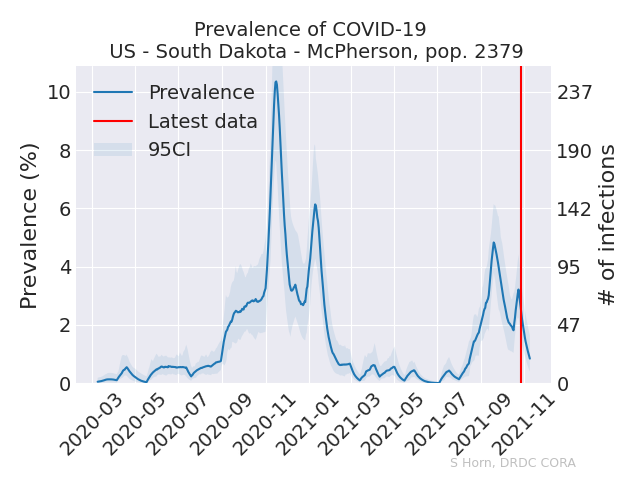 Prevalence of COVID-19
US - South Dakota - McPherson, pop. 2379
Prevalence
Latest data
95CI
Prevalence (%)
10
8
6
4
2
0
237
190
142
95
47
0
# of infections
2020-03
2020-05
2020-07
2020-09
2020-11
2021-01
2021-03
2021-05
2021-07
2021-09
2021-11
S Horn, DRDC CORA